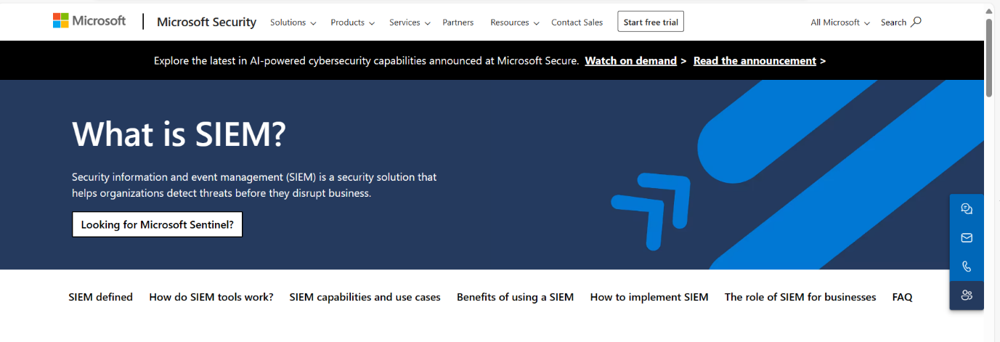 Microsoft | Microsoft Security Solutions Products Services Partners Resources Contact Sales Start free trial All Microsoft Search
Explore the latest in AI-powered cybersecurity capabilities announced at Microsoft Secure. Watch on demand > Read the announcement >
What is SIEM?
Security information and event management (SIEM) is a security solution that
helps organizations detect threats before they disrupt business.
Looking for Microsoft Sentinel?
SIEM defined How do SIEM tools work? SIEM capabilities and use cases Benefits of using a SIEM How to implement SIEM The role of SIEM for businesses FAQ